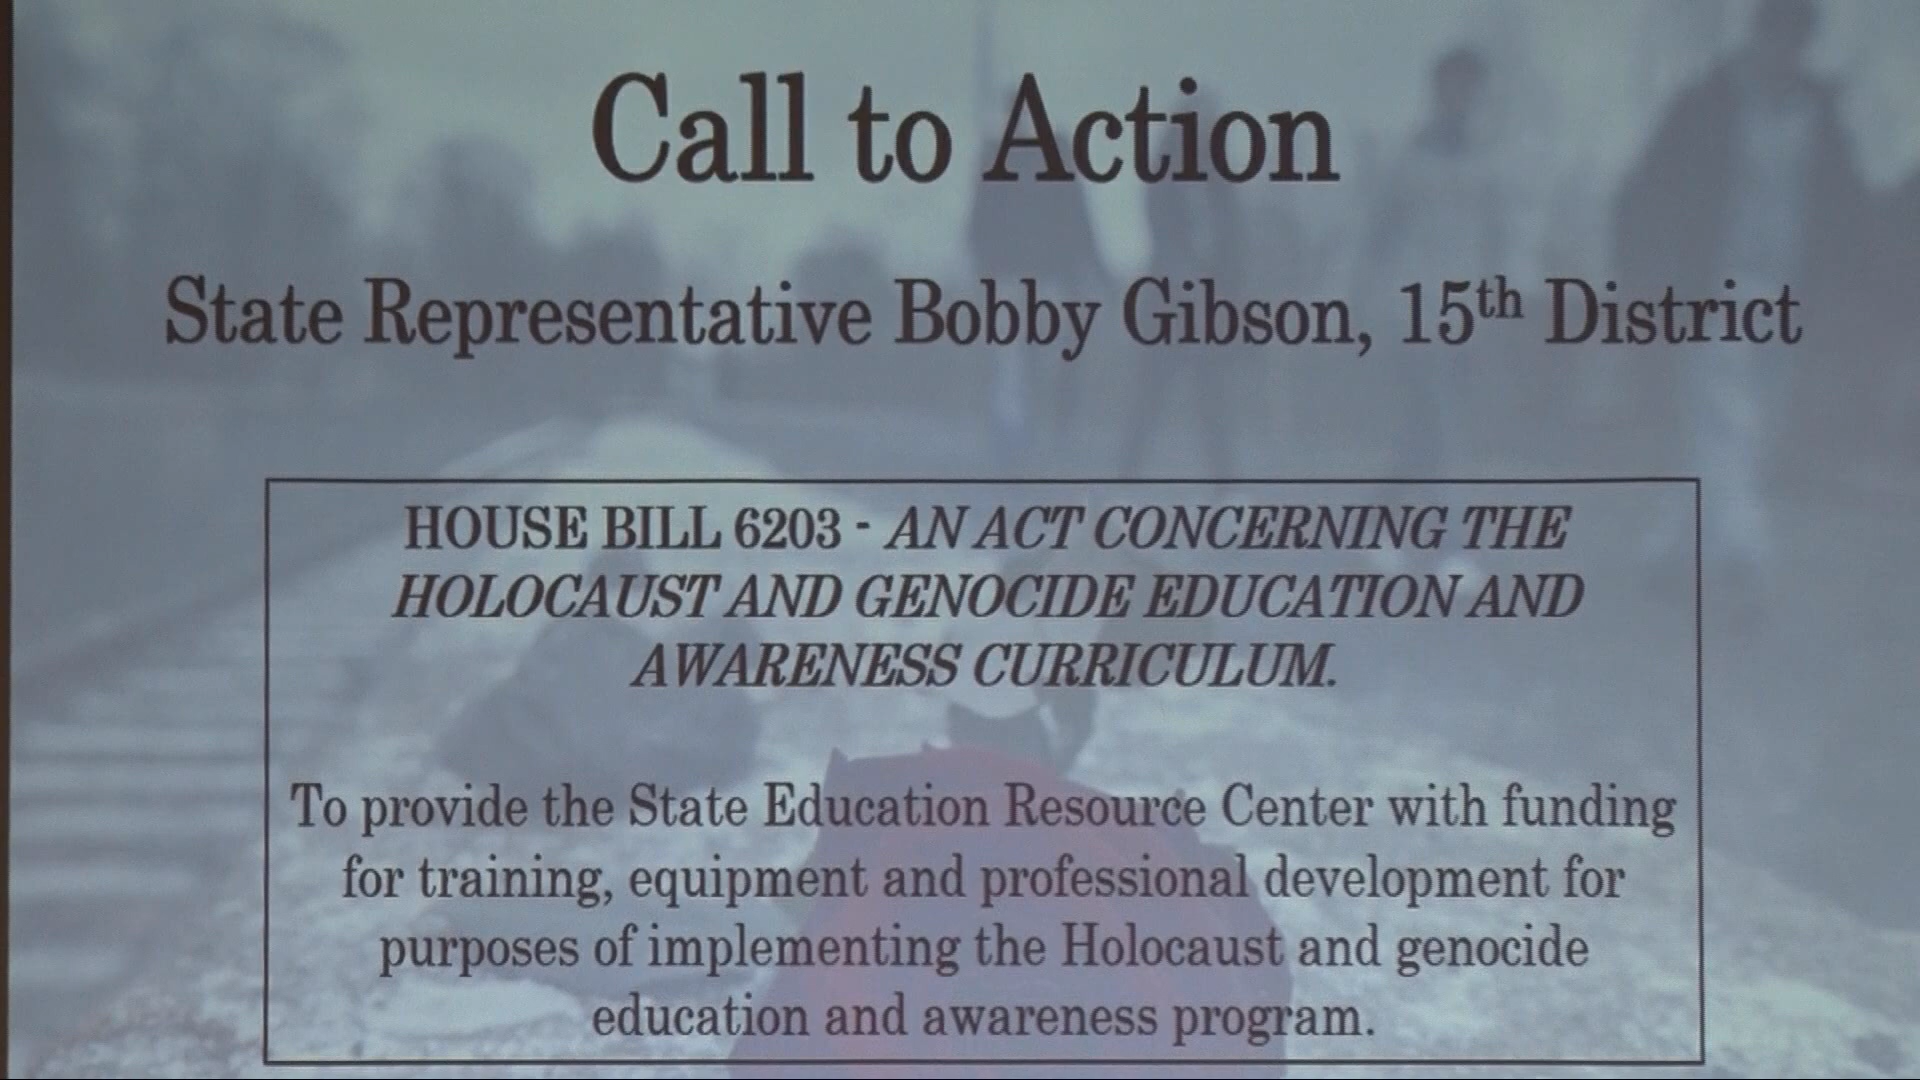 Call to Action
State Representative Bobby Gibson, 15th District
HOUSE BILL 6203 - AN ACT CONCERNING THE
HOLOCAUST AND GENOCIDE EDUCATION AND
AWARENESS CURRICULUM.
To provide the State Education Resource Center with funding
for training, equipment and professional development for
purposes of implementing the Holocaust and genocide
education and awareness program.